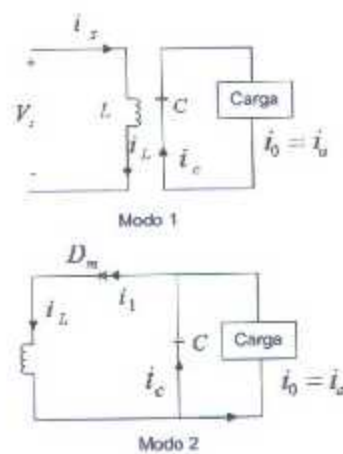 i_s
+
V_s
-
L
i_L
C
i_c
Carga
i_0 = i_a
Modo 1
D_m
i_L
i_1
C
i_c
Carga
i_0 = i_a
Modo 2